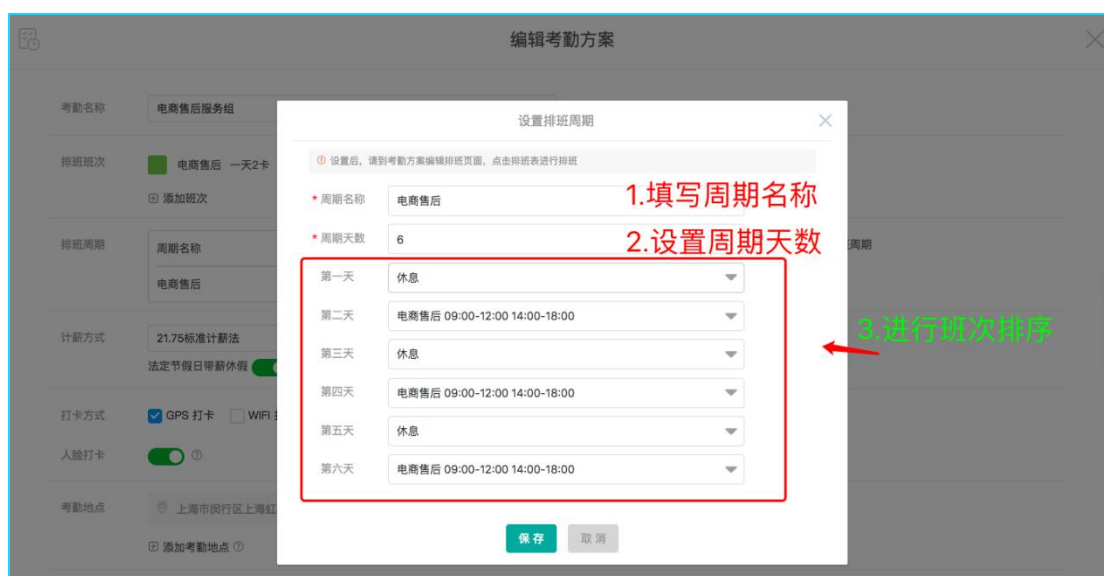 编辑考勤方案
考勤名称 电商售后服务组
设置排班周期
排班班次 电商售后 一天2卡
设置后，请到考勤方案编辑排班页面，点击排班表进行排班
添加班次
* 周期名称 电商售后
1.填写周期名称
排班周期 周期名称
* 周期天数 6
2.设置周期天数
周期
电商售后
第一天 休息
第二天 电商售后 09:00-12:00 14:00-18:00
计薪方式 21.75标准计薪法
3.进行班次排序
第三天 休息
法定节假日带薪休假
第四天 电商售后 09:00-12:00 14:00-18:00
打卡方式 GPS 打卡 WIFI
第五天 休息
人脸打卡
第六天 电商售后 09:00-12:00 14:00-18:00
考勤地点 上海市闵行区上海虹
保存 取消
添加考勤地点